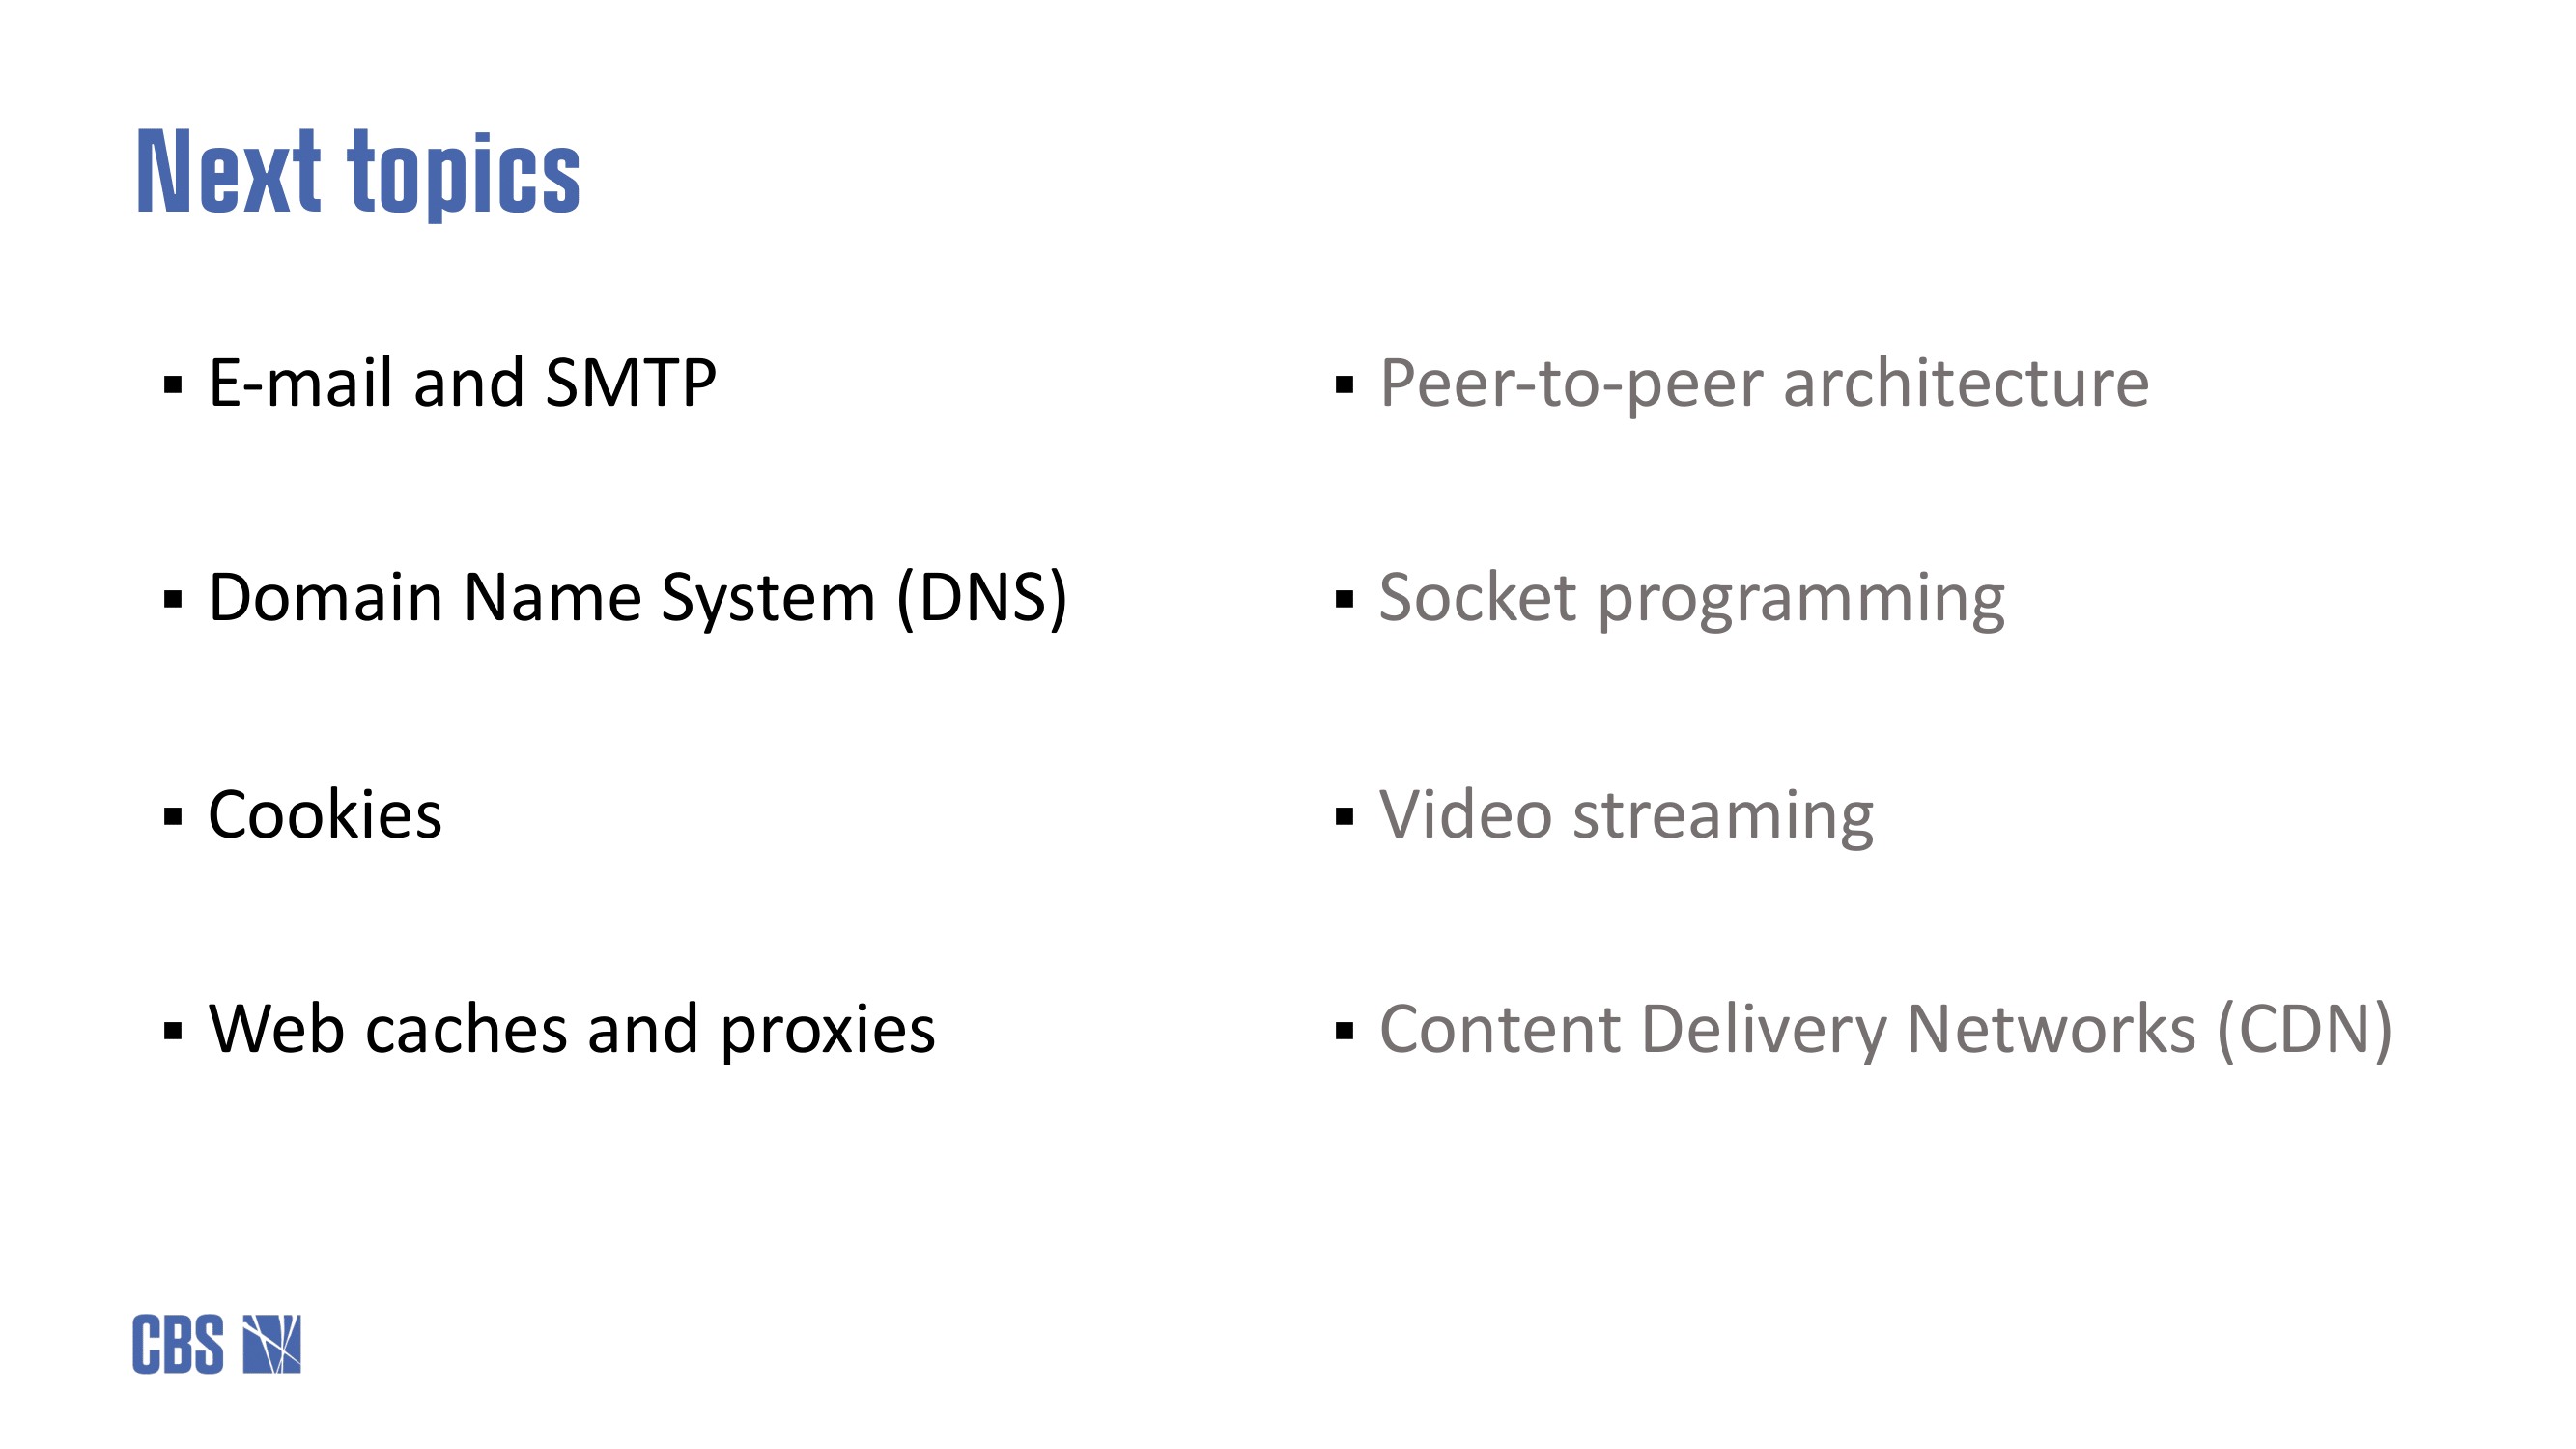 Next topics
▪ E-mail and SMTP
▪ Domain Name System (DNS)
▪ Cookies
▪ Web caches and proxies
▪ Peer-to-peer architecture
▪ Socket programming
▪ Video streaming
▪ Content Delivery Networks (CDN)
CBS